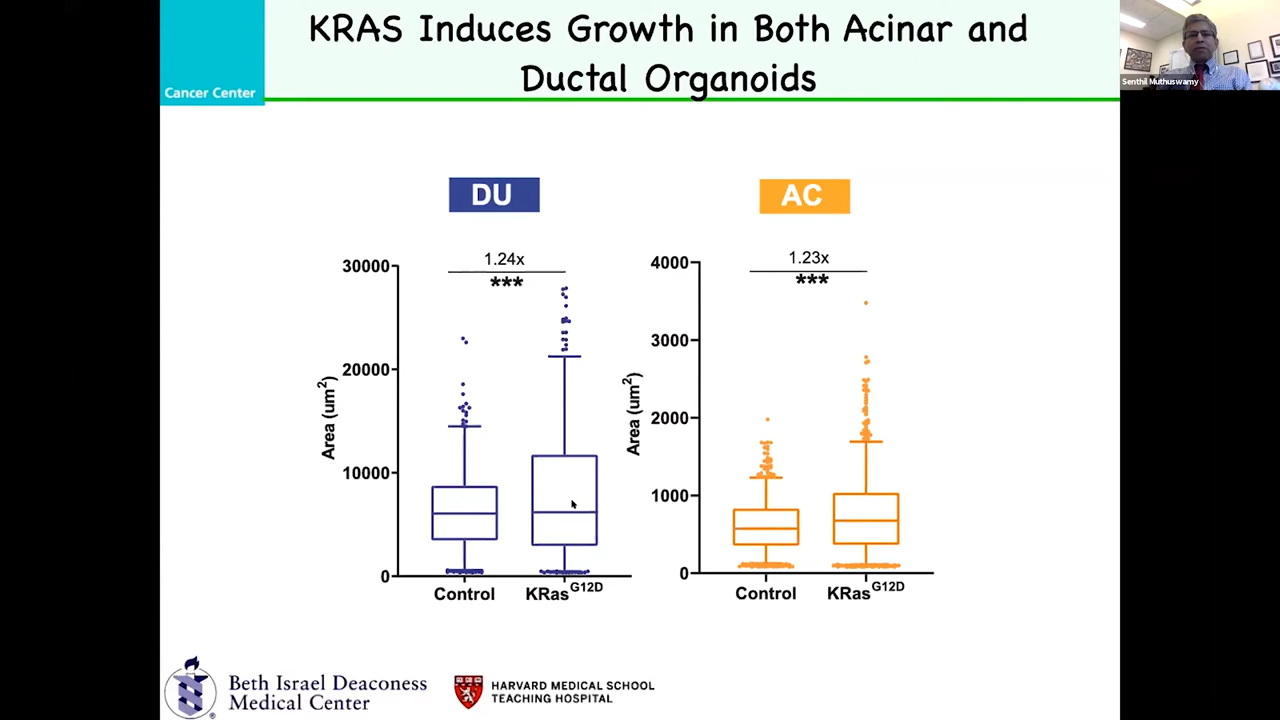 KRAS Induces Growth in Both Acinar and
Ductal Organoids
Cancer Center
Senthil Muthuswamy
DU
AC
1.24x
***
30000
20000
10000
0
Area (um²)
Control
KRas^G12D
1.23x
***
4000
3000
2000
1000
0
Area (um²)
Control
KRas^G12D
Beth Israel Deaconess
Medical Center
HARVARD MEDICAL SCHOOL
TEACHING HOSPITAL